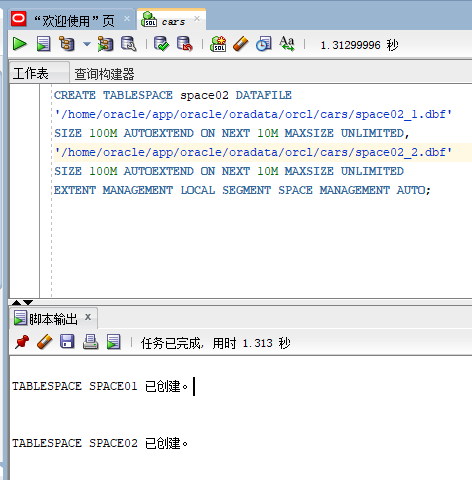 “欢迎使用”页
cars
1.31299996 秒
工作表 查询构建器
CREATE TABLESPACE space02 DATAFILE
'/home/oracle/app/oracle/oradata/orcl/cars/space02_1.dbf'
SIZE 100M AUTOEXTEND ON NEXT 10M MAXSIZE UNLIMITED,
'/home/oracle/app/oracle/oradata/orcl/cars/space02_2.dbf'
SIZE 100M AUTOEXTEND ON NEXT 10M MAXSIZE UNLIMITED
EXTENT MANAGEMENT LOCAL SEGMENT SPACE MANAGEMENT AUTO;
脚本输出 x
任务已完成, 用时 1.313 秒
TABLESPACE SPACE01 已创建。
TABLESPACE SPACE02 已创建。